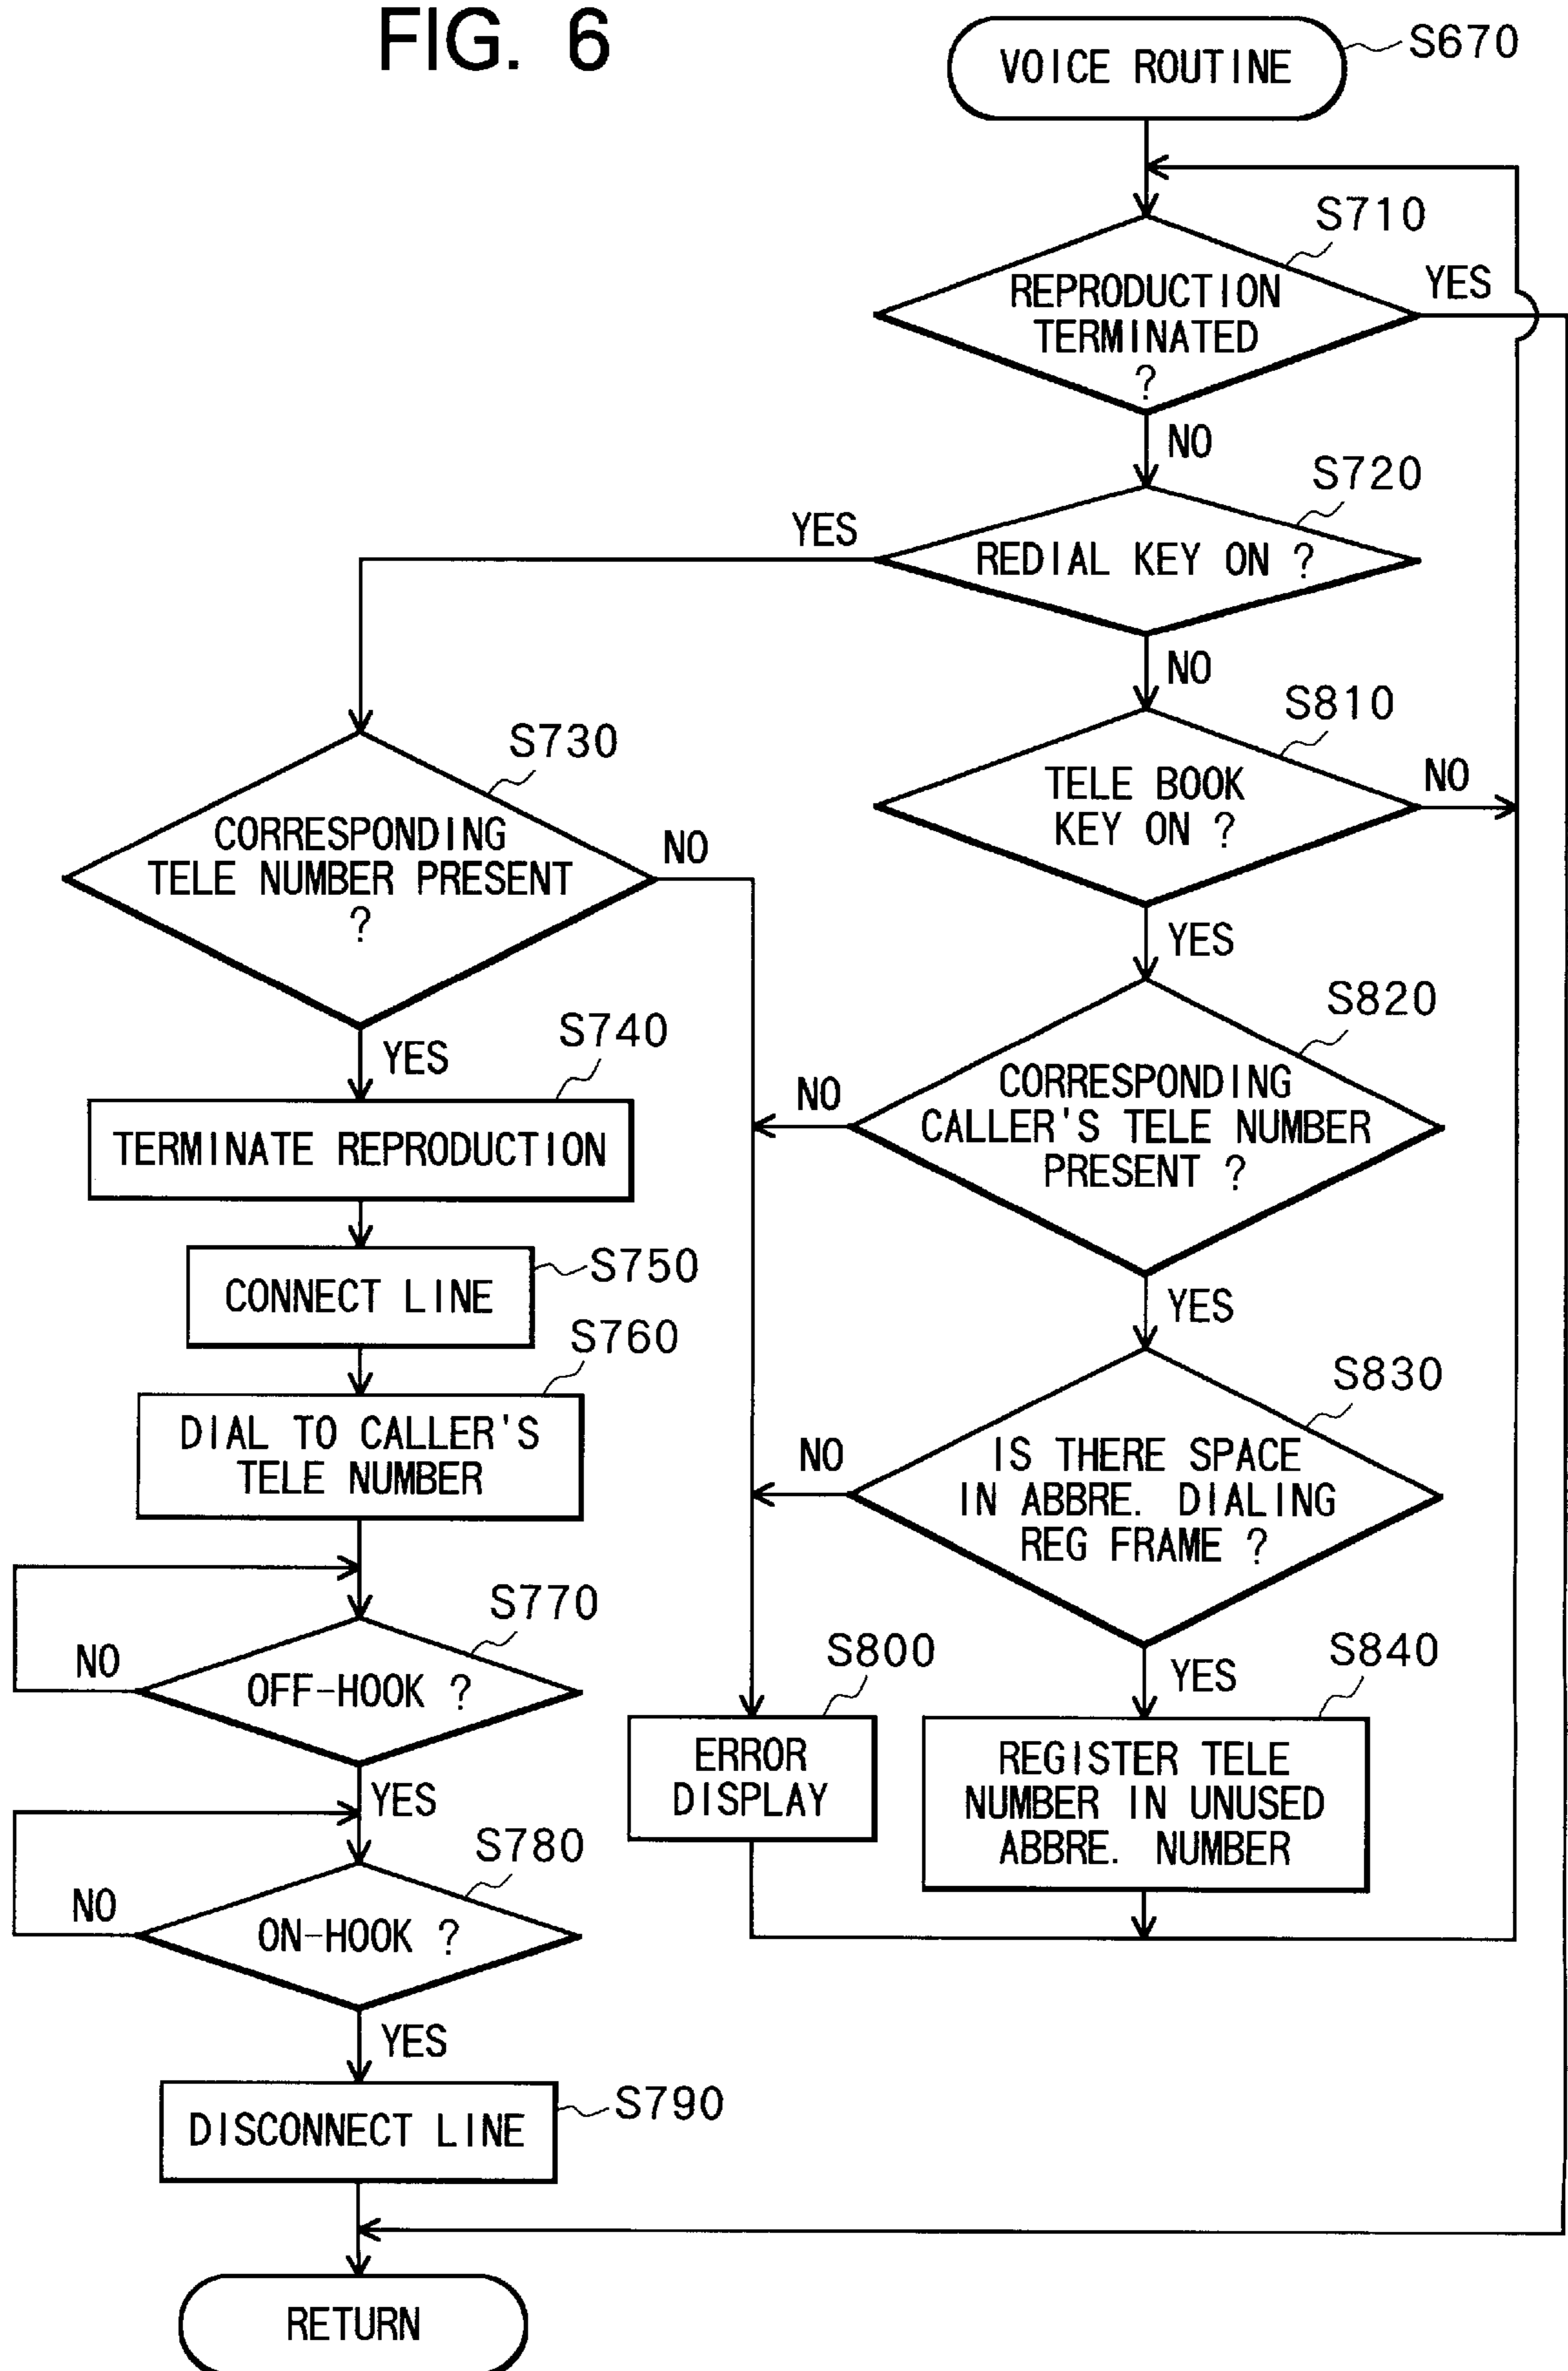 FIG. 6
VOICE ROUTINE
S670
S710
REPRODUCTION
TERMINATED
?
YES
NO
S720
REDIAL KEY ON ?
YES
NO
S810
TELE BOOK
KEY ON ?
NO
YES
S730
CORRESPONDING
TELE NUMBER PRESENT
?
NO
YES
S820
CORRESPONDING
CALLER'S TELE NUMBER
PRESENT ?
NO
YES
S740
TERMINATE REPRODUCTION
S750
CONNECT LINE
S760
DIAL TO CALLER'S
TELE NUMBER
S830
IS THERE SPACE
IN ABBRE. DIALING
REG FRAME ?
NO
YES
S770
OFF-HOOK ?
NO
YES
S800
ERROR
DISPLAY
S840
REGISTER TELE
NUMBER IN UNUSED
ABBRE. NUMBER
S780
ON-HOOK ?
NO
YES
S790
DISCONNECT LINE
RETURN